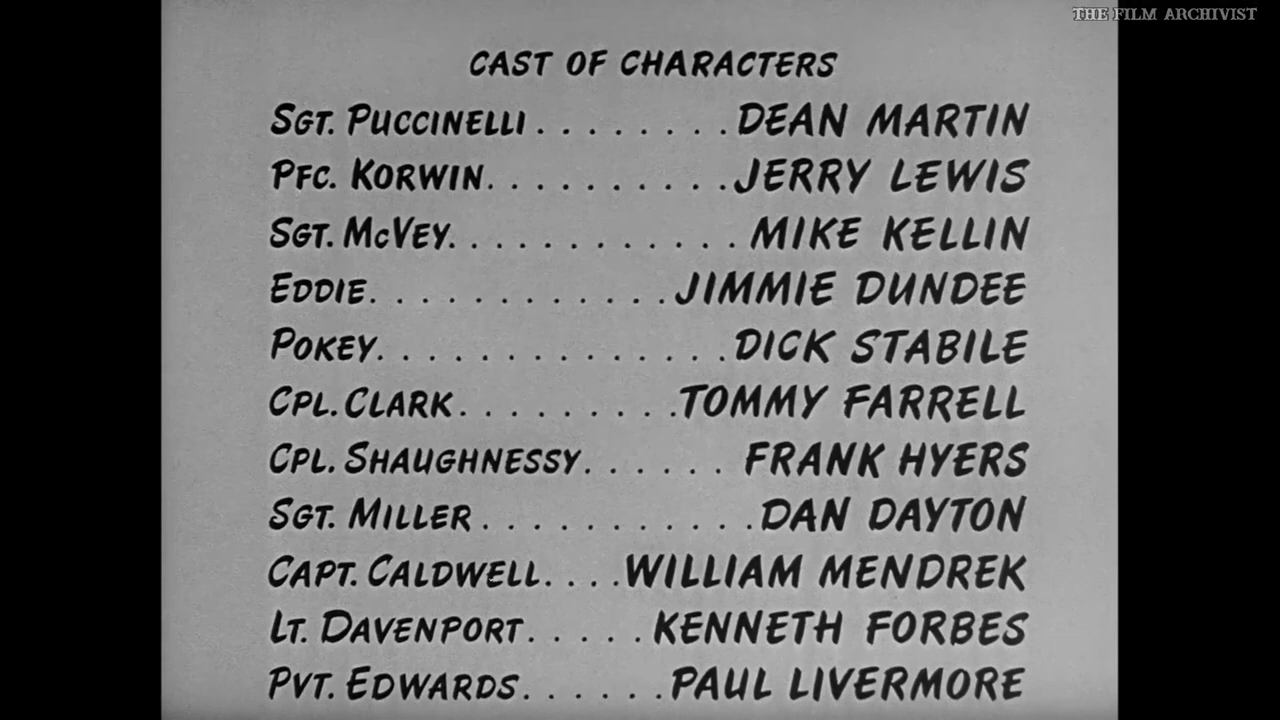 THE FILM ARCHIVIST
CAST OF CHARACTERS
SGT. PUCCINELLI . . . . . . . . DEAN MARTIN
PFC. KORWIN. . . . . . . . . . JERRY LEWIS
SGT. McVEY. . . . . . . . . . . . MIKE KELLIN
EDDIE. . . . . . . . . . . . JIMMIE DUNDEE
POKEY. . . . . . . . . . . . . . DICK STABILE
CPL. CLARK. . . . . . . . . TOMMY FARRELL
CPL. SHAUGHNESSY. . . . . . FRANK HYERS
SGT. MILLER . . . . . . . . . . . DAN DAYTON
CAPT. CALDWELL. . . . WILLIAM MENDREK
LT. DAVENPORT. . . . . KENNETH FORBES
PVT. EDWARDS. . . . . . PAUL LIVERMORE